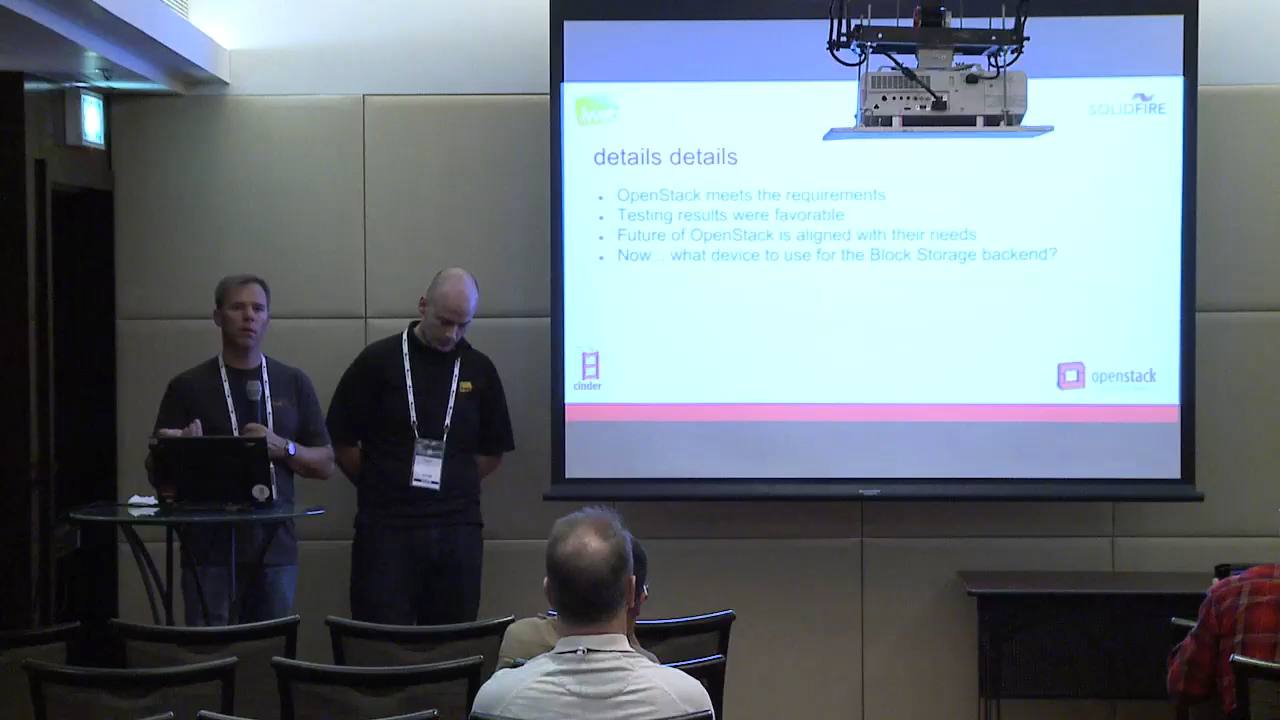 SOLIDFIRE
details details
OpenStack meets the requirements
Testing results were favorable
Future of OpenStack is aligned with their needs
Now... what device to use for the Block Storage backend?
cinder
openstack